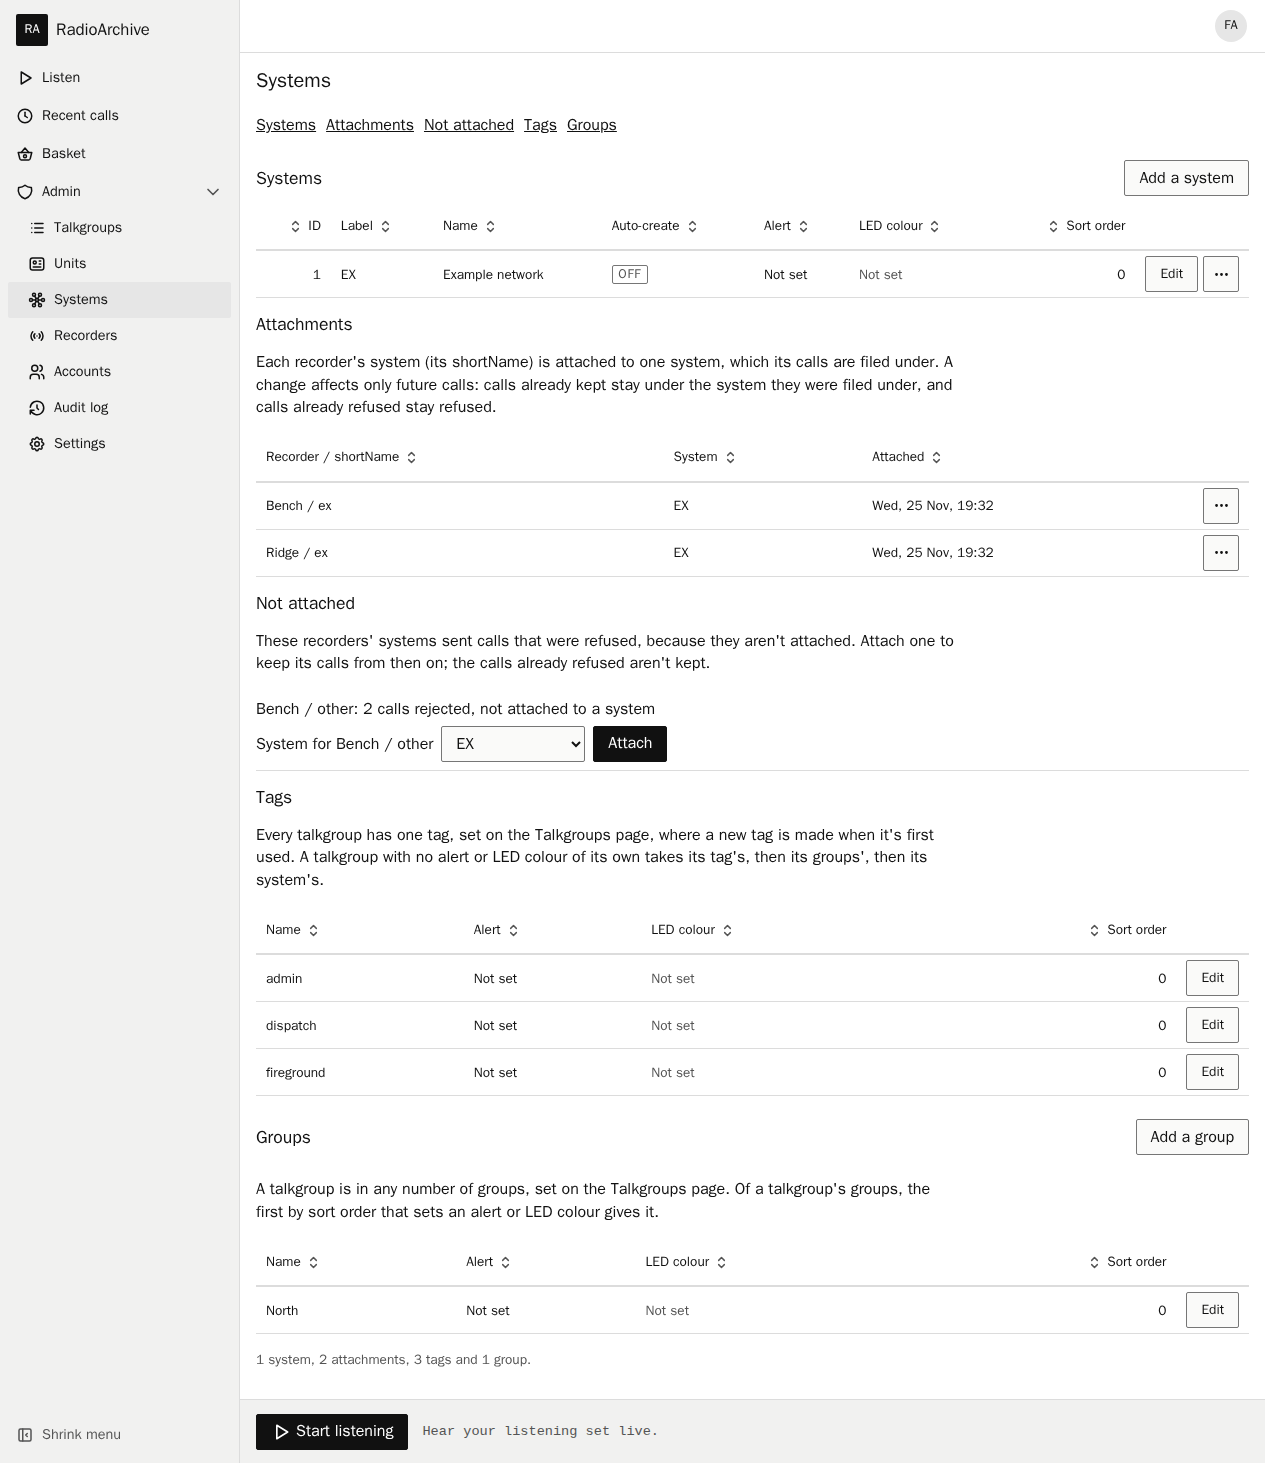 RA RadioArchive
FA
Listen
Recent calls
Basket
Admin
Talkgroups
Units
Systems
Recorders
Accounts
Audit log
Settings
Shrink menu
Systems
Systems Attachments Not attached Tags Groups
Systems Add a system
ID Label Name Auto-create Alert LED colour Sort order
1 EX Example network OFF Not set Not set 0 Edit
Attachments
Each recorder's system (its shortName) is attached to one system, which its calls are filed under. A
change affects only future calls: calls already kept stay under the system they were filed under, and
calls already refused stay refused.
Recorder / shortName System Attached
Bench / ex EX Wed, 25 Nov, 19:32
Ridge / ex EX Wed, 25 Nov, 19:32
Not attached
These recorders' systems sent calls that were refused, because they aren't attached. Attach one to
keep its calls from then on; the calls already refused aren't kept.
Bench / other: 2 calls rejected, not attached to a system
System for Bench / other EX Attach
Tags
Every talkgroup has one tag, set on the Talkgroups page, where a new tag is made when it's first
used. A talkgroup with no alert or LED colour of its own takes its tag's, then its groups', then its
system's.
Name Alert LED colour Sort order
admin Not set Not set 0 Edit
dispatch Not set Not set 0 Edit
fireground Not set Not set 0 Edit
Groups Add a group
A talkgroup is in any number of groups, set on the Talkgroups page. Of a talkgroup's groups, the
first by sort order that sets an alert or LED colour gives it.
Name Alert LED colour Sort order
North Not set Not set 0 Edit
1 system, 2 attachments, 3 tags and 1 group.
Start listening Hear your listening set live.